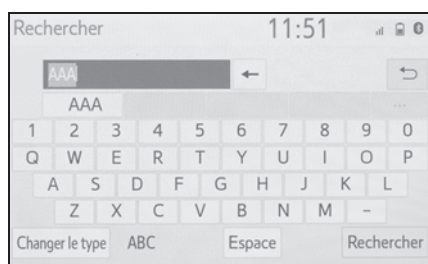 Rechercher 11:51
AAA
AAA ...
1 2 3 4 5 6 7 8 9 0
Q W E R T Y U I O P
A S D F G H J K L
Z X C V B N M –
Changer le type ABC Espace Rechercher